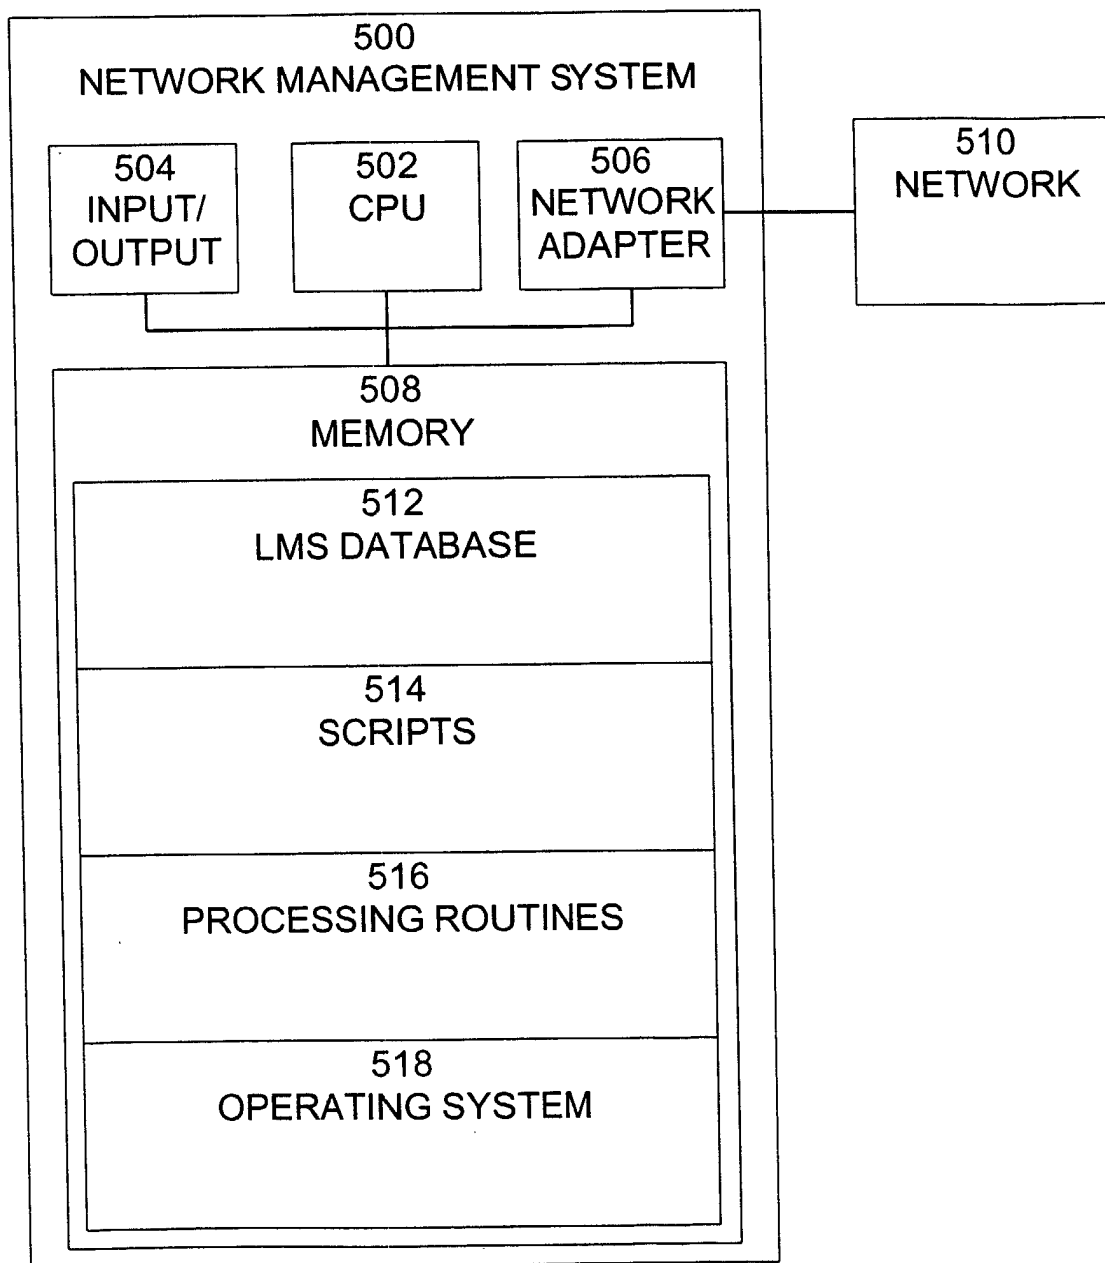 500
NETWORK MANAGEMENT SYSTEM
504
INPUT/
OUTPUT
502
CPU
506
NETWORK
ADAPTER
510
NETWORK
508
MEMORY
512
LMS DATABASE
514
SCRIPTS
516
PROCESSING ROUTINES
518
OPERATING SYSTEM